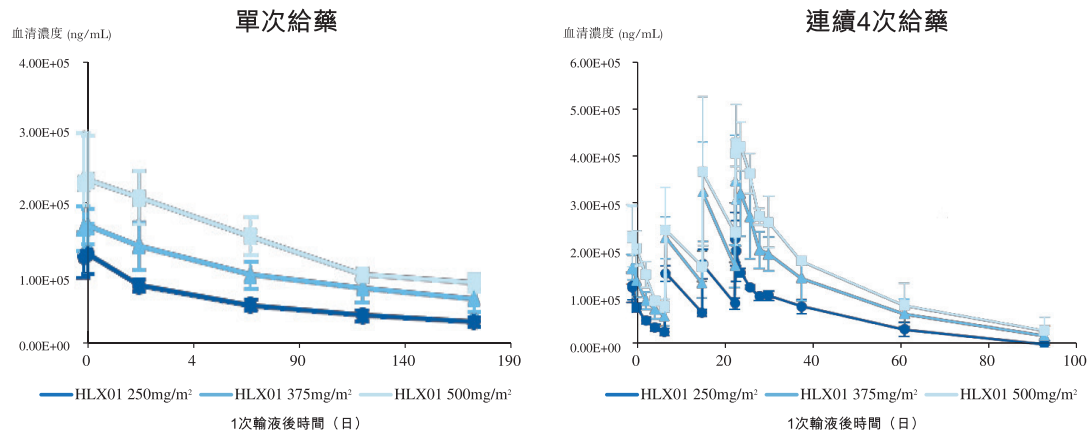 單次給藥
血清濃度 (ng/mL)
4.00E+05
3.00E+05
2.00E+05
1.00E+05
0.00E+00
0 4 90 140 190
HLX01 250mg/m² HLX01 375mg/m² HLX01 500mg/m²
1次輸液後時間（日）
連續4次給藥
血清濃度 (ng/mL)
6.00E+05
5.00E+05
4.00E+05
3.00E+05
2.00E+05
1.00E+05
0.00E+00
0 20 40 60 80 100
HLX01 250mg/m² HLX01 375mg/m² HLX01 500mg/m²
1次輸液後時間（日）